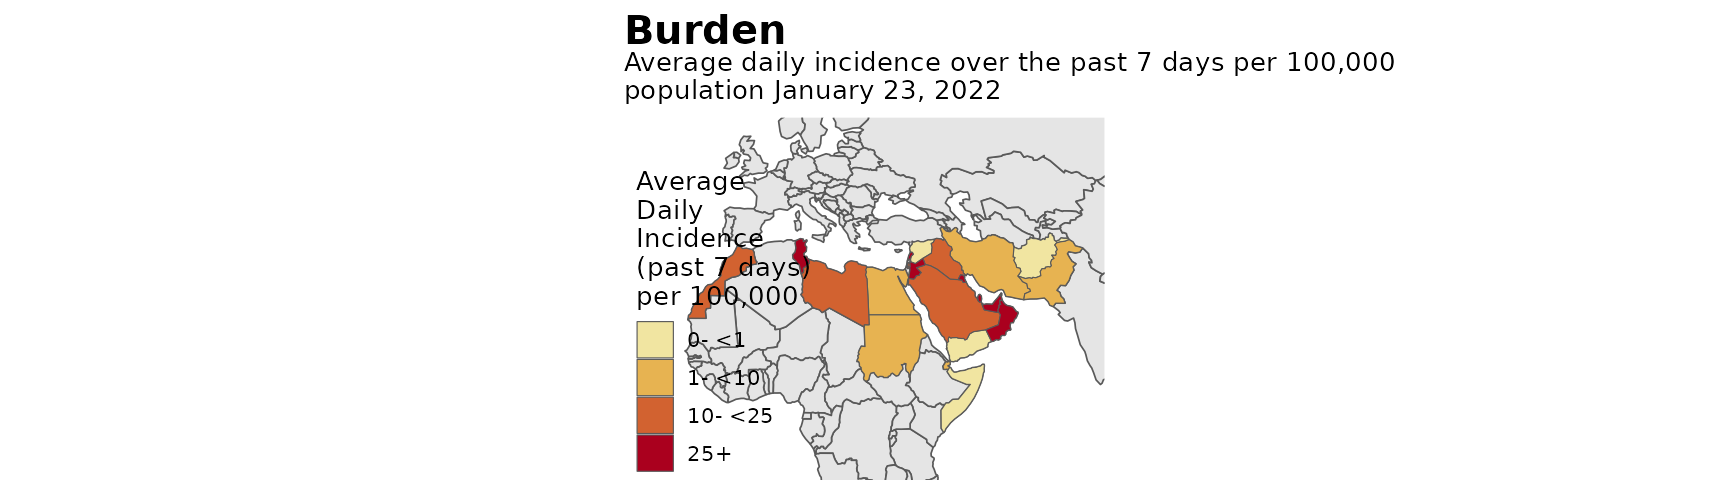 Burden
Average daily incidence over the past 7 days per 100,000
population January 23, 2022
Average
Daily
Incidence
(past 7 days)
per 100,000
0- <1
1- <10
10- <25
25+